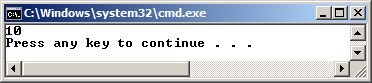 C:\Windows\system32\cmd.exe
10
Press any key to continue . . .